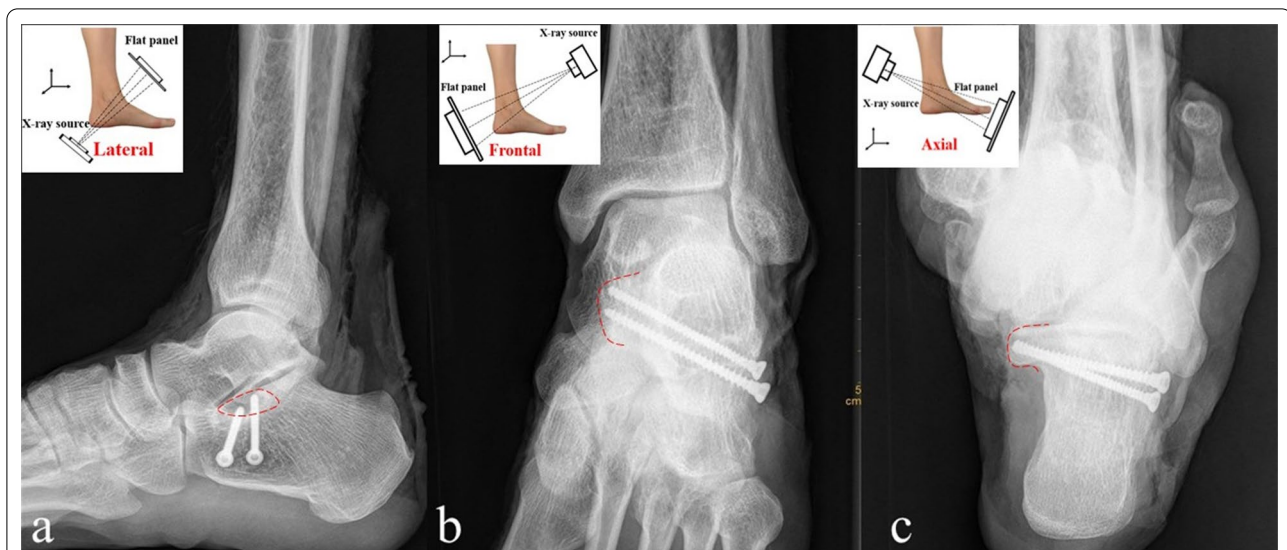 Flat panel
X-ray source
Lateral
a
X-ray source
Flat panel
Frontal
5
cm
b
X-ray source
Flat panel
Axial
c